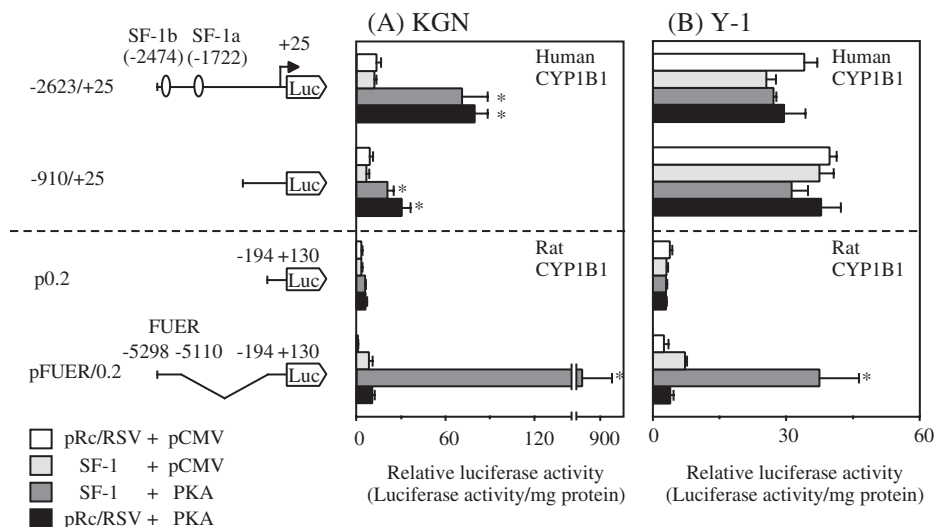 (A) KGN
(B) Y-1
SF-1b SF-1a
(-2474) (-1722) +25
-2623/+25
Luc
Human
CYP1B1
*
*
Human
CYP1B1
-910/+25
Luc
*
*
-194 +130
p0.2
Luc
Rat
CYP1B1
Rat
CYP1B1
FUER
-5298 -5110 -194 +130
pFUER/0.2
Luc
*
*
0 60 120 900
0 30 60
Relative luciferase activity
(Luciferase activity/mg protein)
Relative luciferase activity
(Luciferase activity/mg protein)
pRc/RSV + pCMV
SF-1 + pCMV
SF-1 + PKA
pRc/RSV + PKA